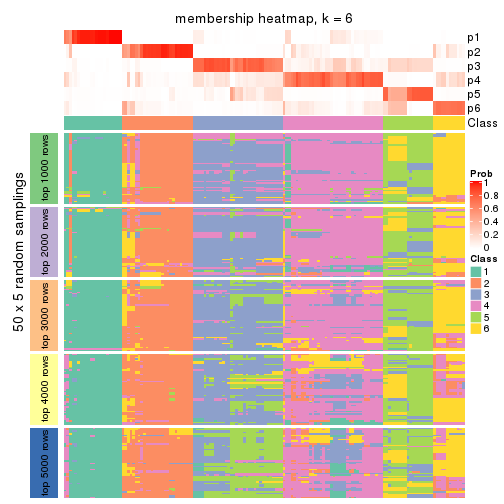 membership heatmap, k = 6
p1
p2
p3
p4
p5
p6
Class
50 x 5 random samplings
top 1000 rows
top 2000 rows
top 3000 rows
top 4000 rows
top 5000 rows
Prob
1
0.8
0.6
0.4
0.2
0
Class
1
2
3
4
5
6